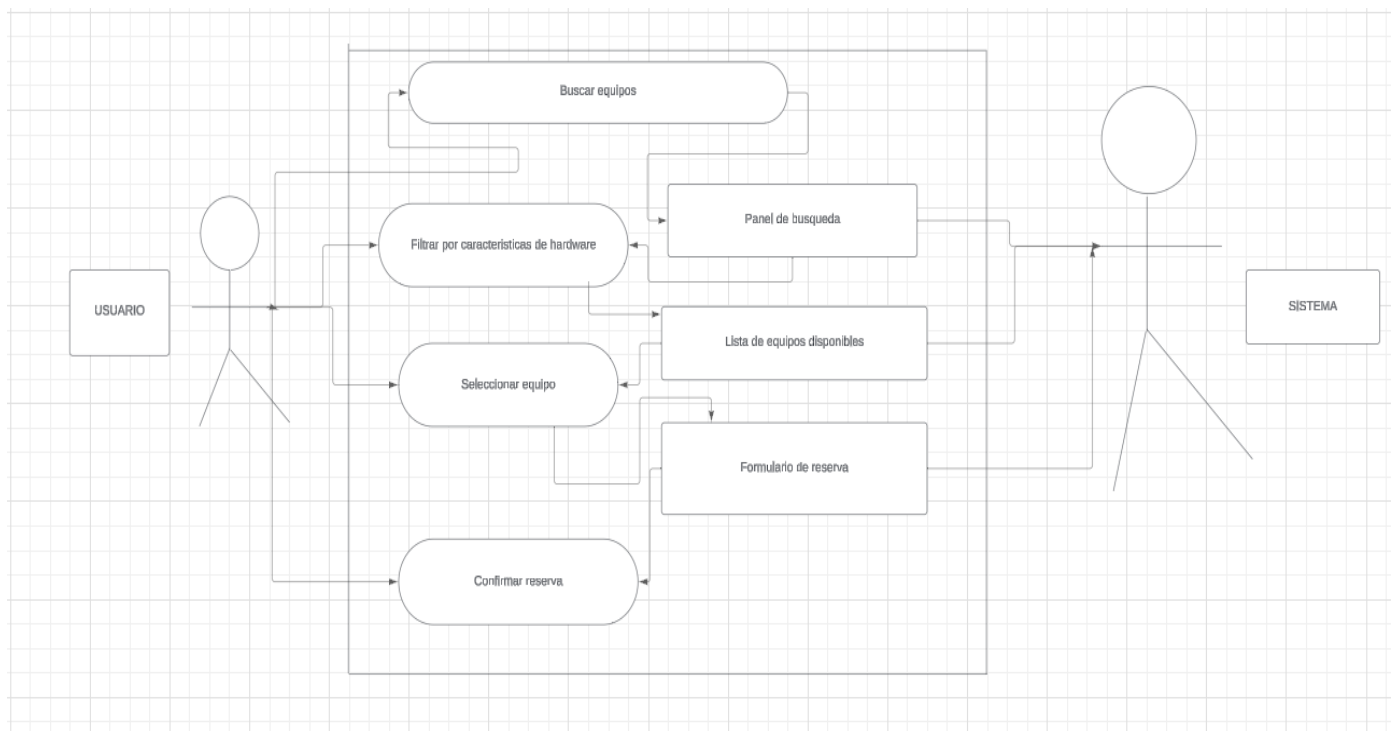 Buscar equipos
Panel de busqueda
Filtrar por caracteristicas de hardware
USUARIO
SISTEMA
Lista de equipos disponibles
Seleccionar equipo
Formulario de reserva
Confirmar reserva